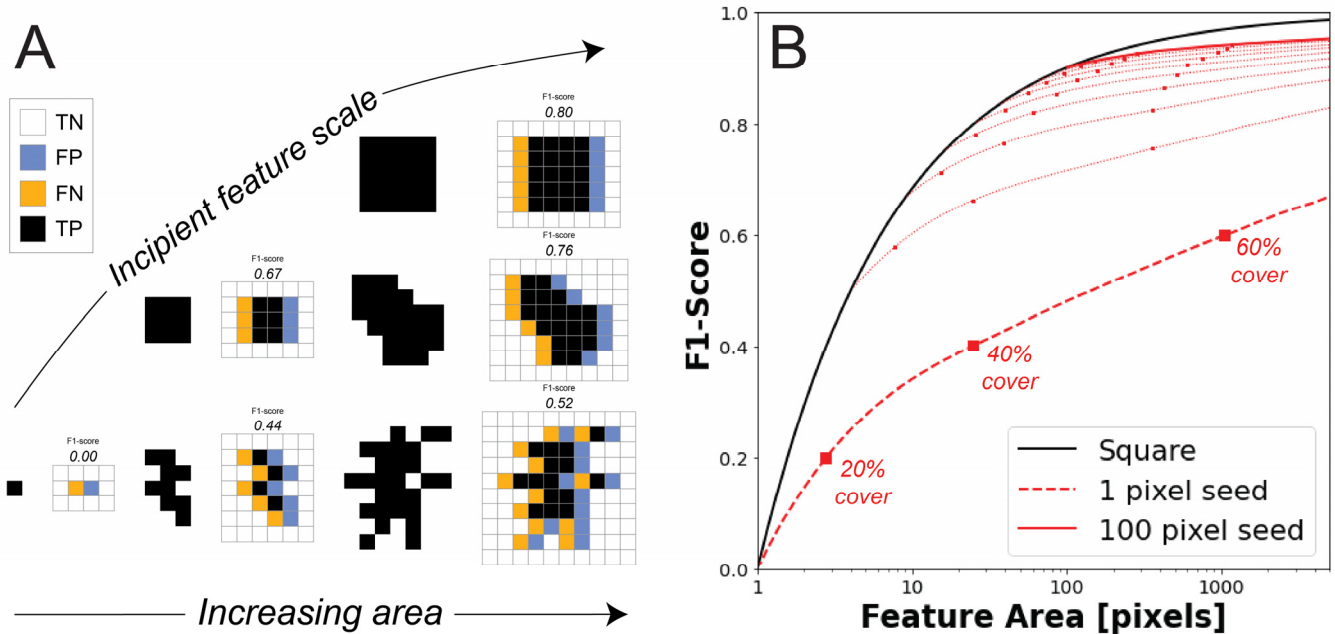 A
Incipient feature scale
TN
FP
FN
TP
F1-score
0.80
F1-score
0.67
F1-score
0.76
F1-score
0.00
F1-score
0.44
F1-score
0.52
Increasing area
B
F1-Score
1.0
0.8
0.6
0.4
0.2
0.0
60%
cover
40%
cover
20%
cover
Square
1 pixel seed
100 pixel seed
1
10
100
1000
Feature Area [pixels]